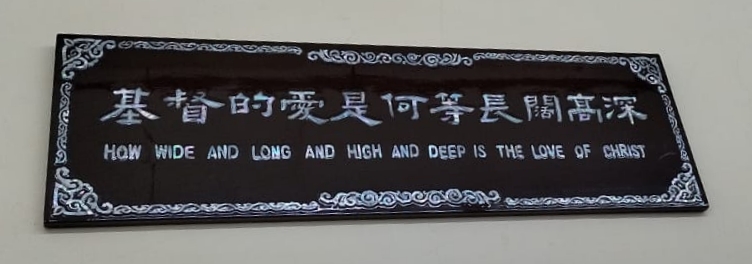 基督的愛是何等長闊高深
HOW WIDE AND LONG AND HIGH AND DEEP IS THE LOVE OF CHRIST